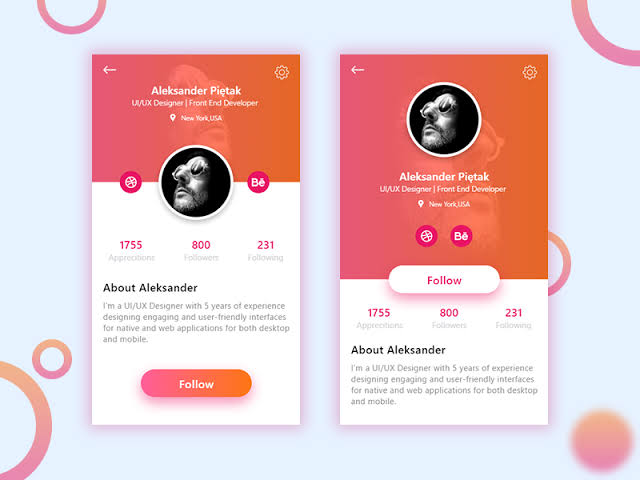 Aleksander Piętak
UI/UX Designer | Front End Developer
New York,USA
Bē
1755
800
231
Apprecitions
Followers
Following
About Aleksander
I'm a UI/UX Designer with 5 years of experience
designing engaging and user-friendly interfaces
for native and web applications for both desktop
and mobile.
Follow
Aleksander Piętak
UI/UX Designer | Front End Developer
New York,USA
Bē
Follow
1755
800
231
Apprecitions
Followers
Following
About Aleksander
I'm a UI/UX Designer with 5 years of experience
designing engaging and user-friendly interfaces
for native and web applications for both desktop
and mobile.